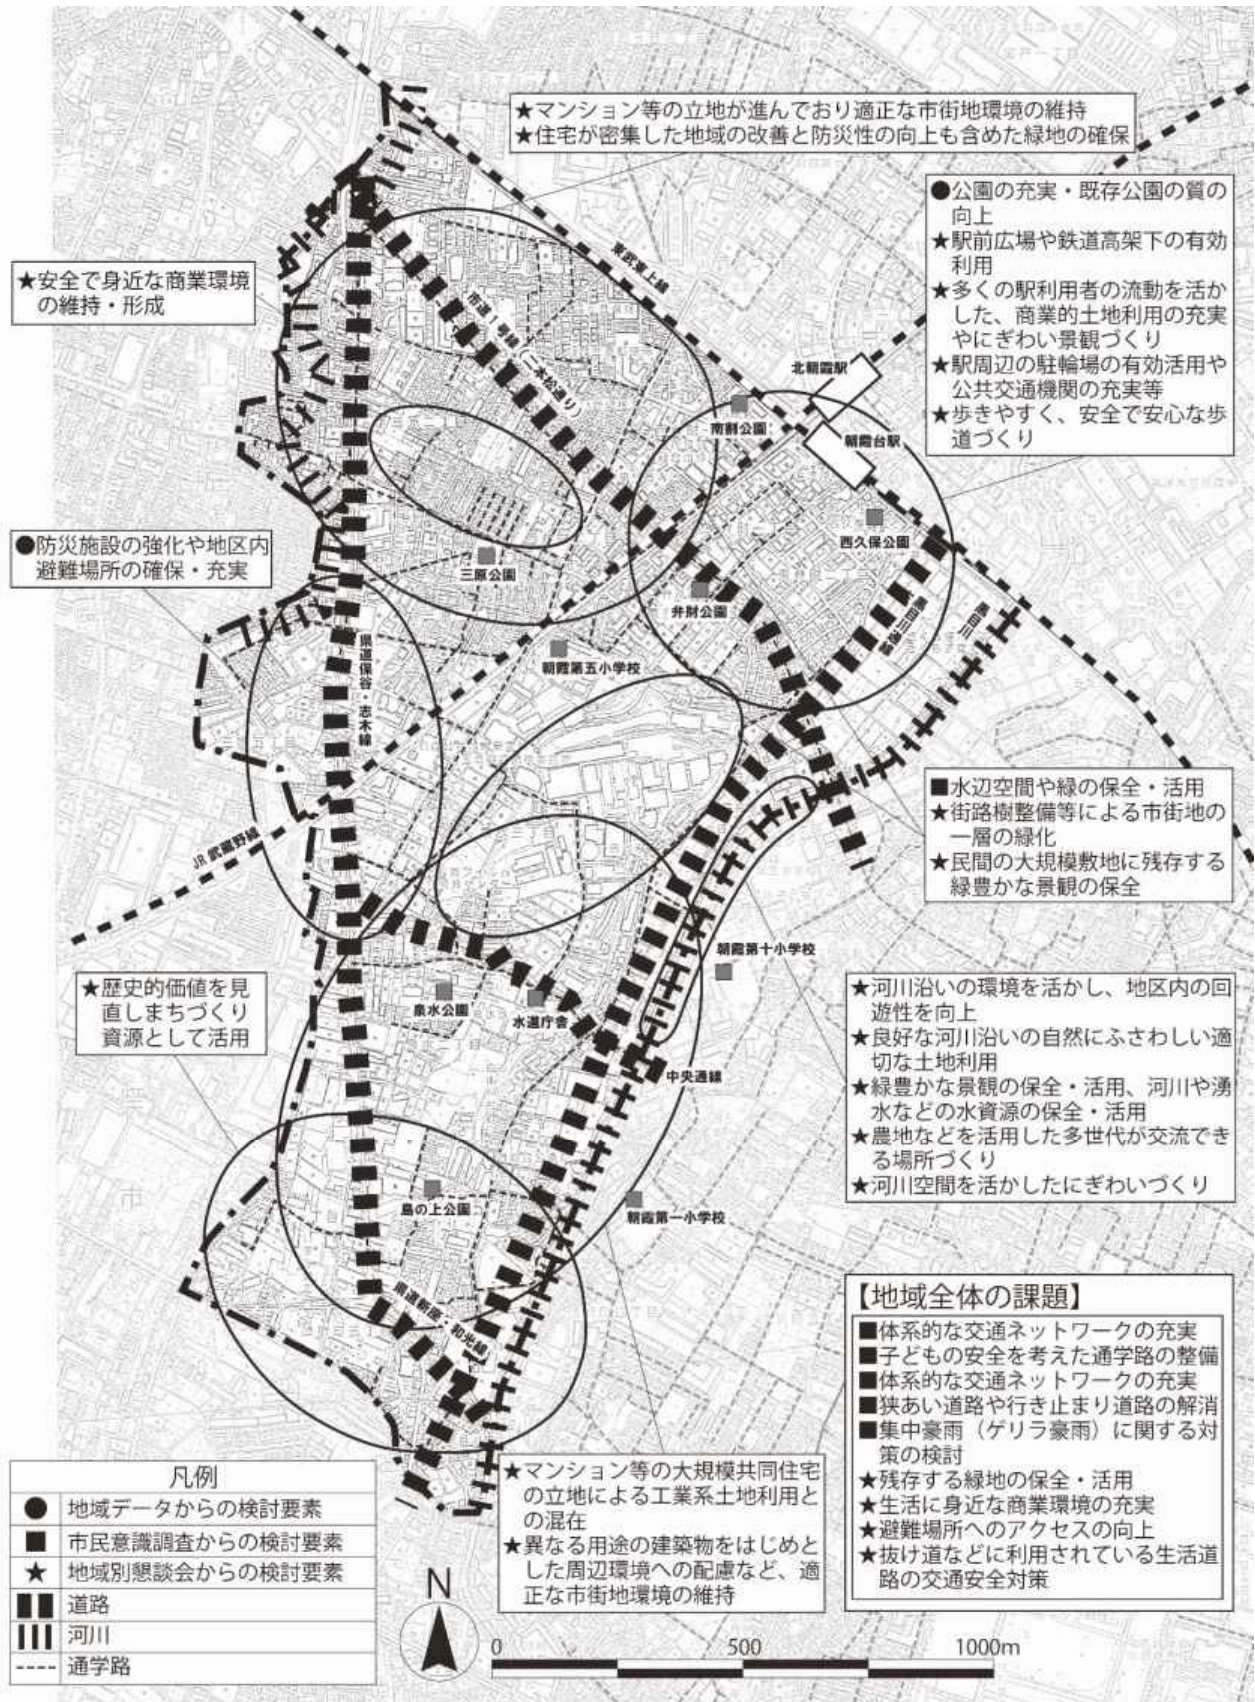 ★マンション等の立地が進んでおり適正な市街地環境の維持
★住宅が密集した地域の改善と防災性の向上も含めた緑地の確保
●公園の充実・既存公園の質の
向上
★駅前広場や鉄道高架下の有効
利用
★多くの駅利用者の流動を活か
した、商業的土地利用の充実
やにぎわい景観づくり
★駅周辺の駐輪場の有効活用や
公共交通機関の充実等
★歩きやすく、安全で安心な歩
道づくり
★安全で身近な商業環境
の維持・形成
東武東上線
市道1号線(二本松通り)
北朝霞駅
南割公園
朝霞台駅
●防災施設の強化や地区内
避難場所の確保・充実
西久保公園
三原公園
弁財公園
黒目川通線
黒目川
朝霞第五小学校
県道保谷・志木線
■水辺空間や緑の保全・活用
★街路樹整備等による市街地の
一層の緑化
★民間の大規模敷地に残存する
緑豊かな景観の保全
JR 武蔵野線
朝霞第十小学校
★歴史的価値を見
直しまちづくり
資源として活用
泉水公園
水道庁舎
★河川沿いの環境を活かし、地区内の回
遊性を向上
★良好な河川沿いの自然にふさわしい適
切な土地利用
★緑豊かな景観の保全・活用、河川や湧
水などの水資源の保全・活用
★農地などを活用した多世代が交流でき
る場所づくり
★河川空間を活かしたにぎわいづくり
中央通線
島の上公園
朝霞第一小学校
県道新座・和光線
【地域全体の課題】
■体系的な交通ネットワークの充実
■子どもの安全を考えた通学路の整備
■体系的な交通ネットワークの充実
■狭あい道路や行き止まり道路の解消
■集中豪雨(ゲリラ豪雨)に関する対
策の検討
★残存する緑地の保全・活用
★生活に身近な商業環境の充実
★避難場所へのアクセスの向上
★抜け道などに利用されている生活道
路の交通安全対策
★マンション等の大規模共同住宅
の立地による工業系土地利用と
の混在
★異なる用途の建築物をはじめと
した周辺環境への配慮など、適
正な市街地環境の維持
凡例
● 地域データからの検討要素
■ 市民意識調査からの検討要素
★ 地域別懇談会からの検討要素
道路
河川
通学路
N
0 500 1000m